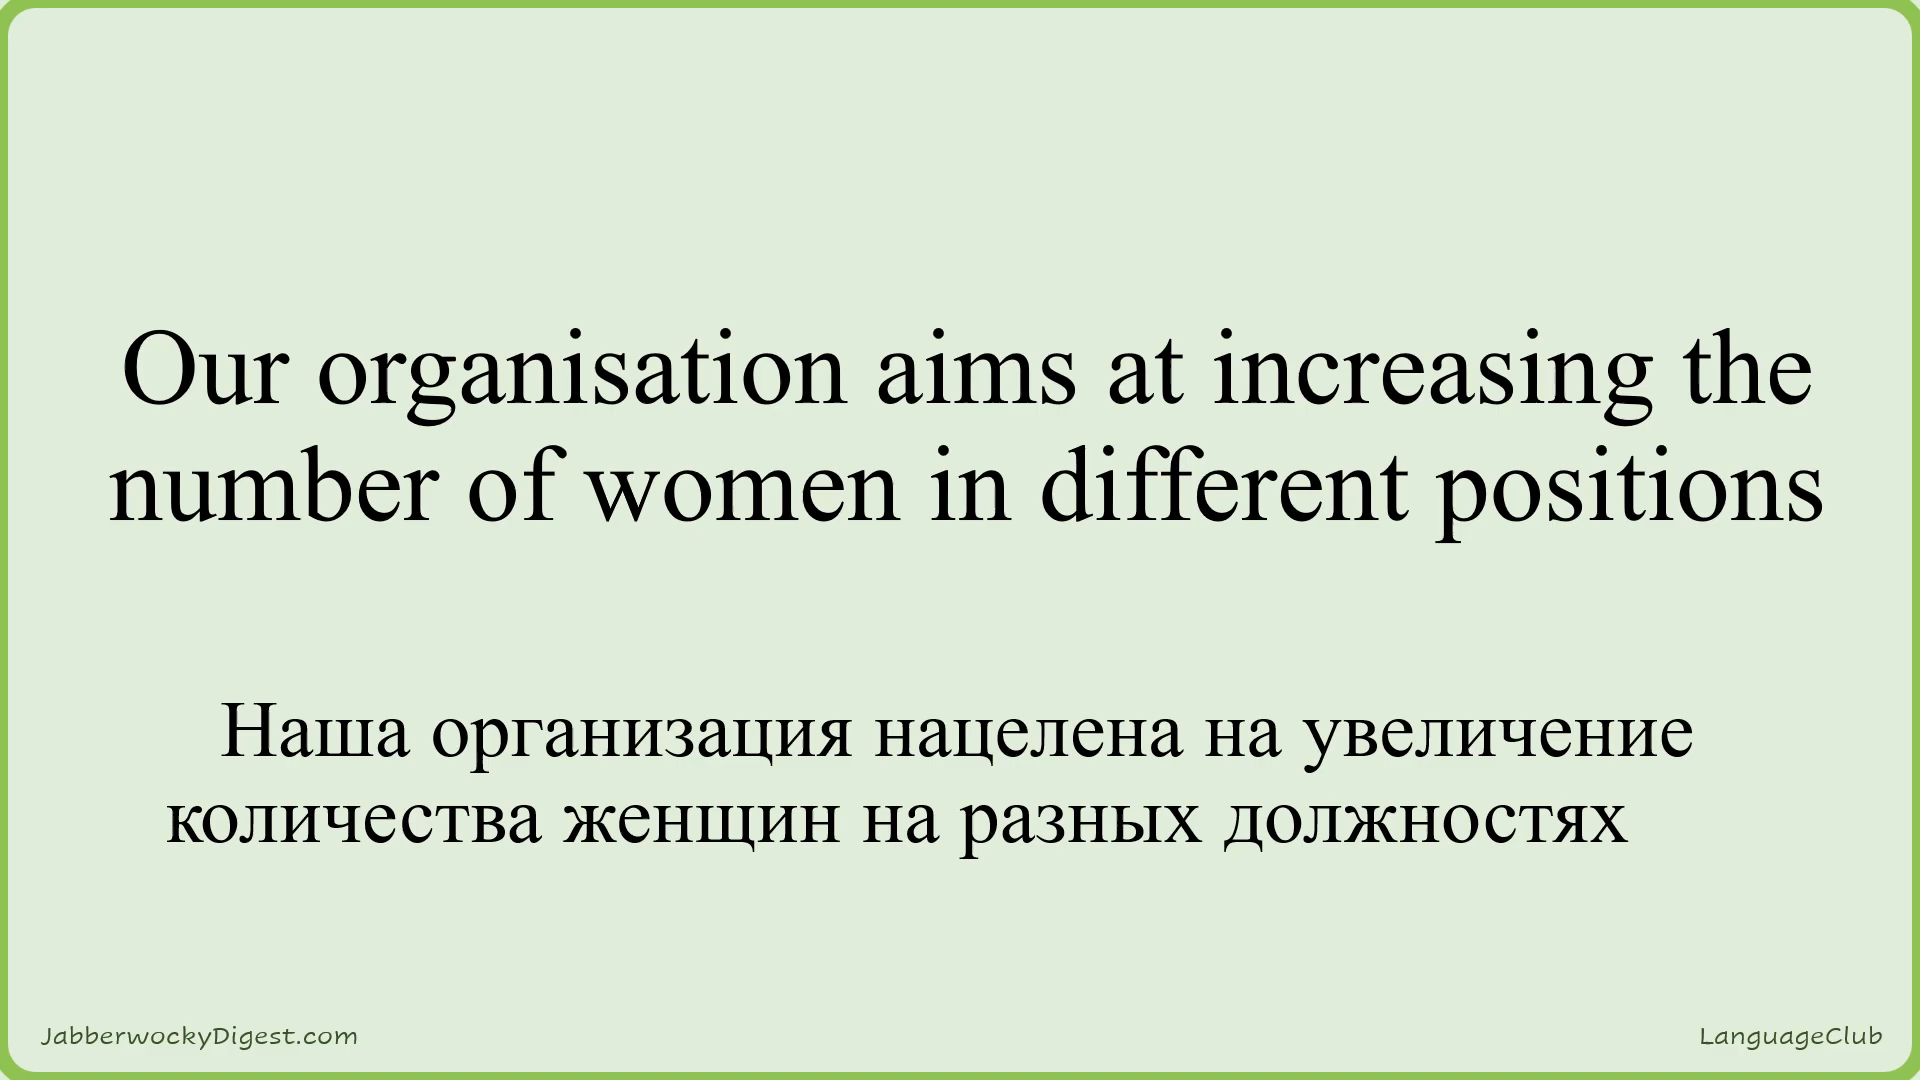 Our organisation aims at increasing the
number of women in different positions
Наша организация нацелена на увеличение
количества женщин на разных должностях
JabberwockyDigest.com
LanguageClub